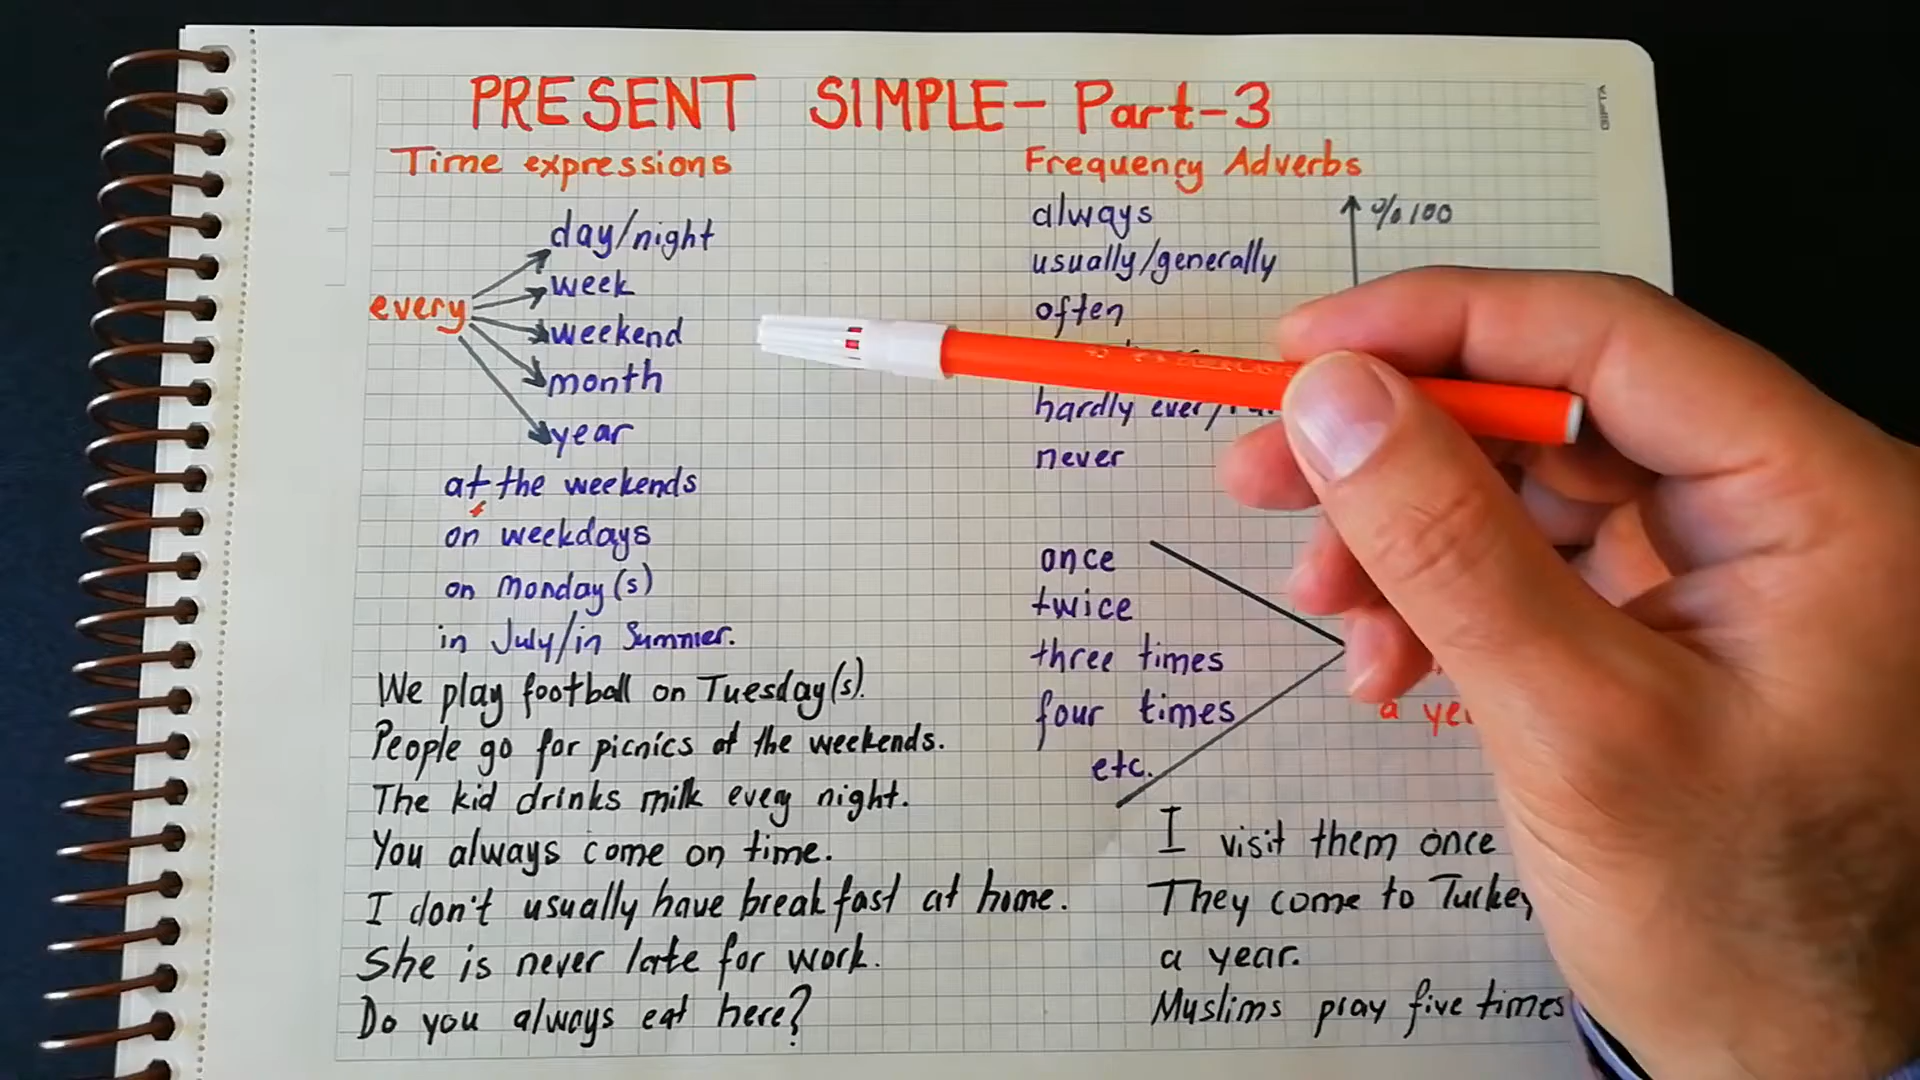 PRESENT SIMPLE- Part-3
Time expressions
every
day/night
week
weekend
month
year
at the weekends
on weekdays
on Monday(s)
in July/in Summer.
We play football on Tuesday(s).
People go for picnics at the weekends.
The kid drinks milk every night.
You always come on time.
I don't usually have breakfast at home.
She is never late for work.
Do you always eat here?
Frequency Adverbs
always
%100
usually/generally
often
hardly ever/
never
once
twice
three times
four times
etc.
a
I visit them once
They come to Turkey
a year.
Muslims pray five times